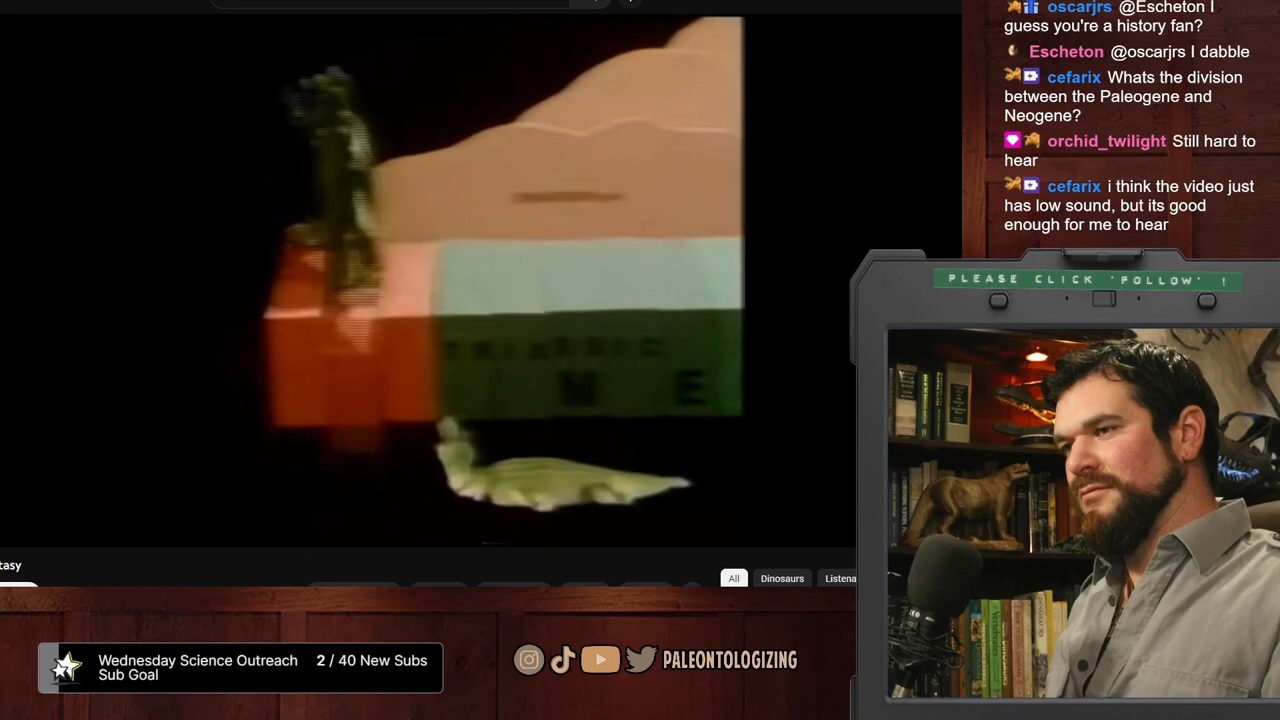 oscarjrs @Escheton I
guess you're a history fan?
Escheton @oscarjrs I dabble
cefarix Whats the division
between the Paleogene and
Neogene?
orchid_twilight Still hard to
hear
cefarix i think the video just
has low sound, but its good
enough for me to hear
PLEASE CLICK 'FOLLOW' !
TRIASSIC
M E
tasy
All Dinosaurs Listena
Wednesday Science Outreach 2 / 40 New Subs
Sub Goal
PALEONTOLOGIZING